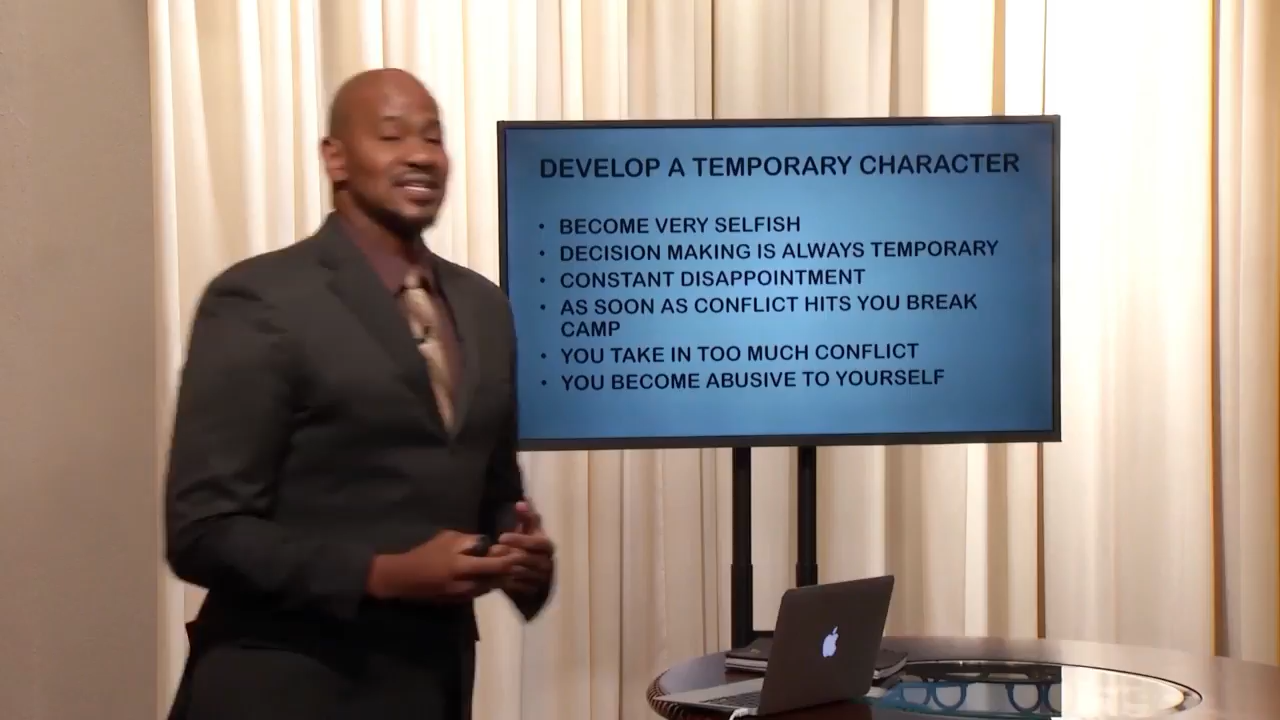 DEVELOP A TEMPORARY CHARACTER
• BECOME VERY SELFISH
• DECISION MAKING IS ALWAYS TEMPORARY
• CONSTANT DISAPPOINTMENT
• AS SOON AS CONFLICT HITS YOU BREAK
CAMP
• YOU TAKE IN TOO MUCH CONFLICT
• YOU BECOME ABUSIVE TO YOURSELF